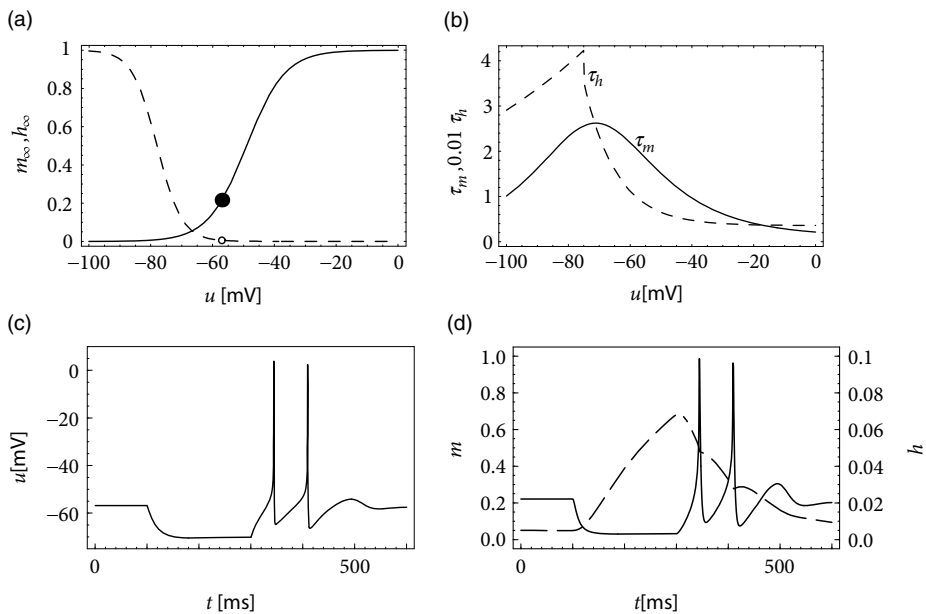 (a)
1
0.8
0.6
0.4
0.2
0
m∞, h∞
−100 −80 −60 −40 −20 0
u [mV]
(b)
4
3
2
1
0
τm, 0.01 τh
τh
τm
−100 −80 −60 −40 −20 0
u[mV]
(c)
0
−20
−40
−60
u[mV]
0 500
t [ms]
(d)
1.0
0.8
0.6
0.4
0.2
0.0
m
0.1
0.08
0.06
0.04
0.02
0.0
h
0 500
t[ms]